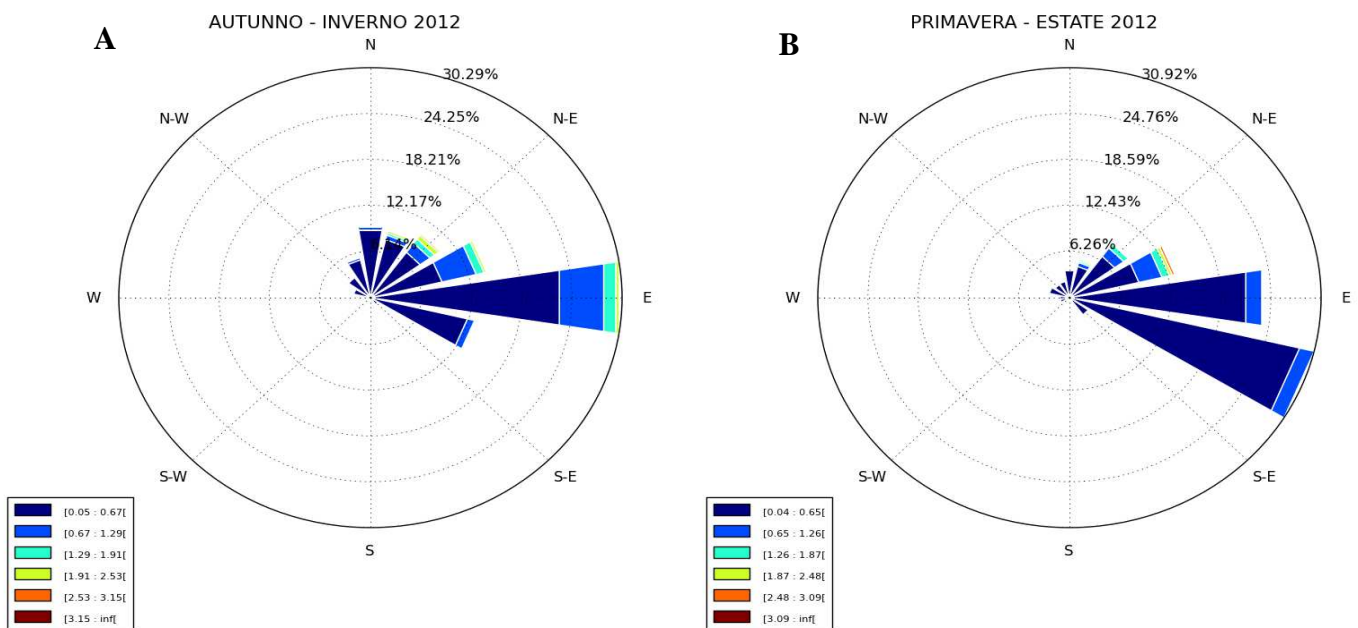 A
AUTUNNO - INVERNO 2012
N
30.29%
N-W
24.25%
N-E
18.21%
12.17%
W
E
S-W
S-E
S
[0.05 : 0.67[
[0.67 : 1.29[
[1.29 : 1.91[
[1.91 : 2.53[
[2.53 : 3.15[
[3.15 : inf[
B
PRIMAVERA - ESTATE 2012
N
30.92%
N-W
24.76%
N-E
18.59%
12.43%
6.26%
W
E
S-W
S-E
S
[0.04 : 0.65[
[0.65 : 1.26[
[1.26 : 1.87[
[1.87 : 2.48[
[2.48 : 3.09[
[3.09 : inf[